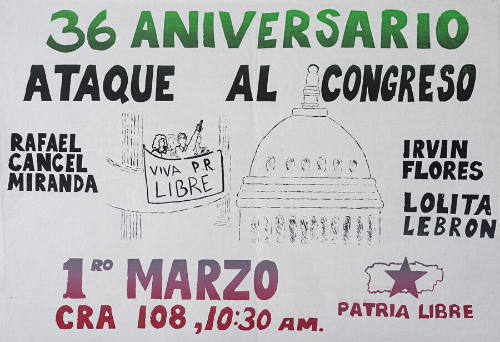 36 ANIVERSARIO
ATAQUE AL CONGRESO
RAFAEL
CANCEL
MIRANDA
VIVA P.R
LIBRE
IRVIN
FLORES
LOLITA
LEBRON
1RO MARZO
CRA 108, 10:30 AM.
PATRIA LIBRE